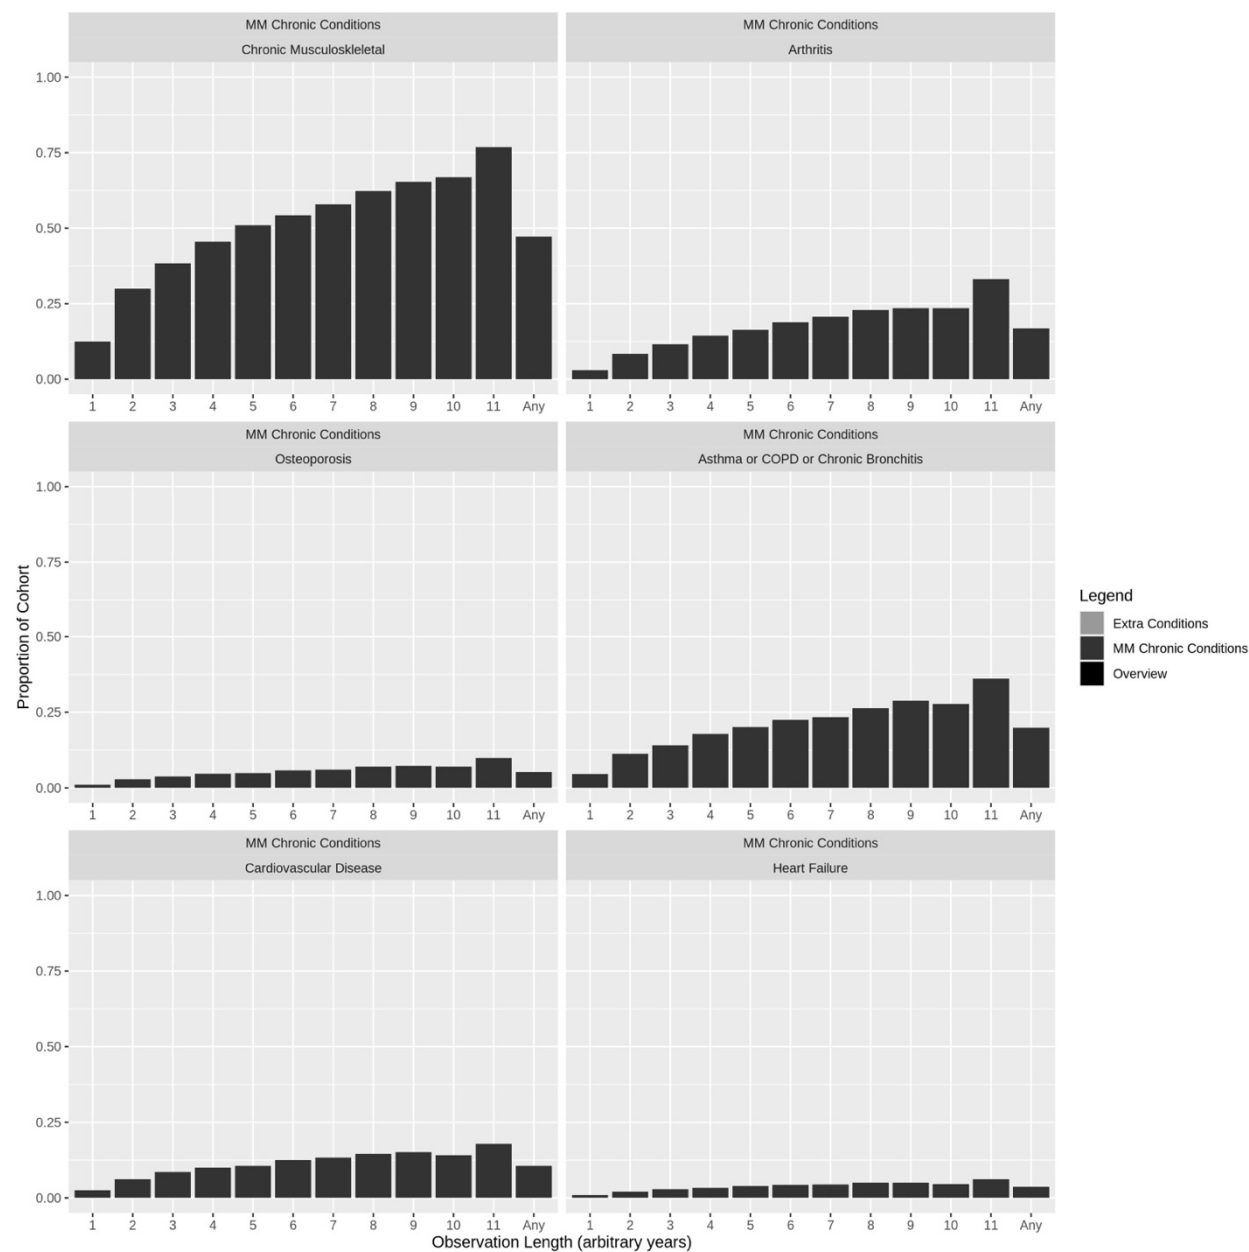 MM Chronic Conditions
Chronic Musculoskleletal
1.00
0.75
0.50
0.25
0.00
1 2 3 4 5 6 7 8 9 10 11 Any
MM Chronic Conditions
Arthritis
1 2 3 4 5 6 7 8 9 10 11 Any
MM Chronic Conditions
Osteoporosis
1.00
0.75
0.50
0.25
0.00
1 2 3 4 5 6 7 8 9 10 11 Any
MM Chronic Conditions
Asthma or COPD or Chronic Bronchitis
1 2 3 4 5 6 7 8 9 10 11 Any
MM Chronic Conditions
Cardiovascular Disease
1.00
0.75
0.50
0.25
0.00
1 2 3 4 5 6 7 8 9 10 11 Any
MM Chronic Conditions
Heart Failure
1 2 3 4 5 6 7 8 9 10 11 Any
Proportion of Cohort
Observation Length (arbitrary years)
Legend
Extra Conditions
MM Chronic Conditions
Overview